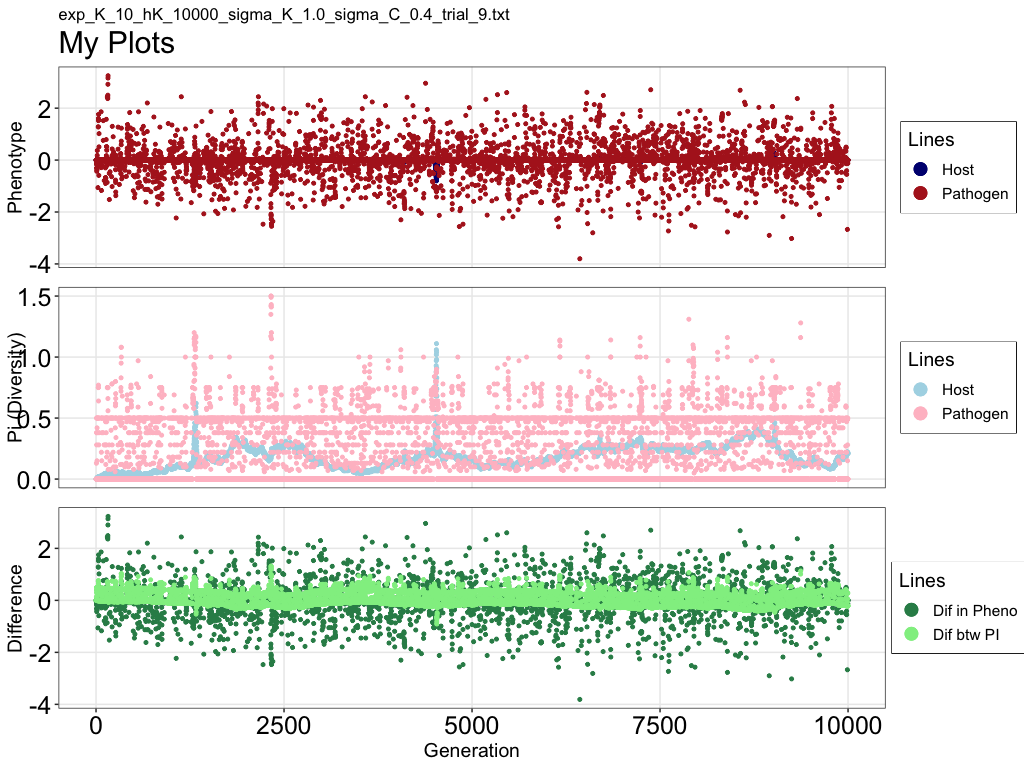 exp_K_10_hK_10000_sigma_K_1.0_sigma_C_0.4_trial_9.txt
My Plots
Phenotype
2
0
-2
-4
Lines
Host
Pathogen
Pi (Diversity)
1.5
1.0
0.5
0.0
Lines
Host
Pathogen
Difference
2
0
-2
-4
Lines
Dif in Pheno
Dif btw PI
0
2500
5000
7500
10000
Generation